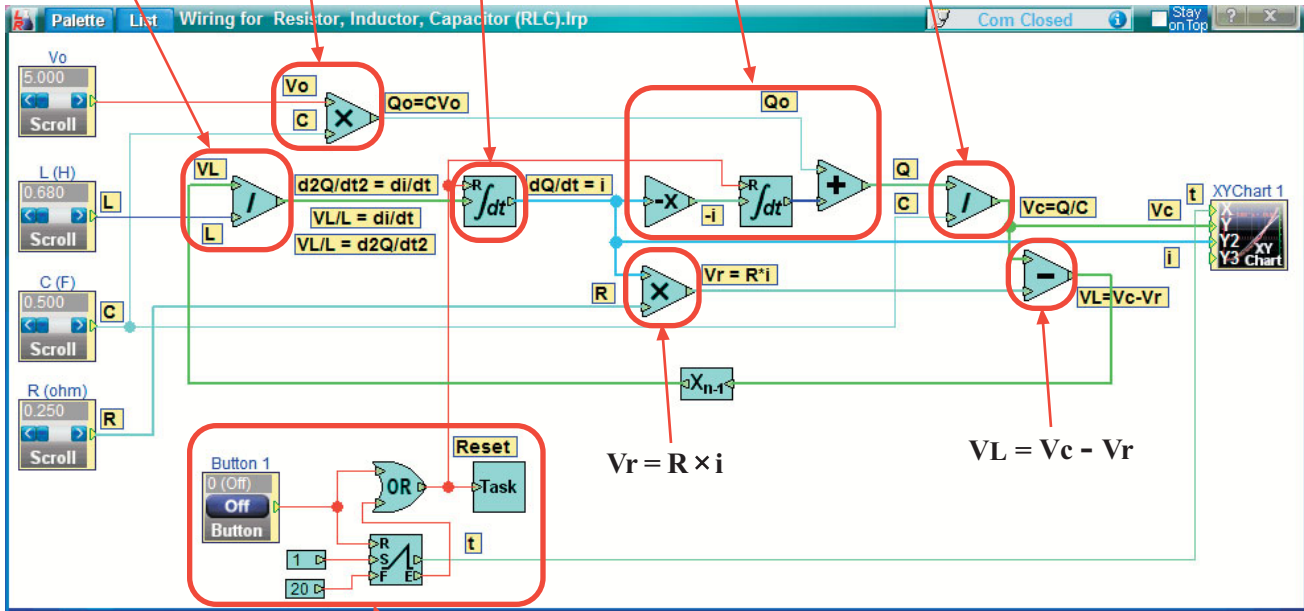 Palette List Wiring for Resistor, Inductor, Capacitor (RLC).lrp Com Closed i Stay on Top ? X
Vo
5.000
Scroll
L (H)
0.680
Scroll
L
C (F)
0.500
Scroll
C
R (ohm)
0.250
Scroll
R
Vo
C
×
Qo=CVo
VL
/
L
d2Q/dt2 = di/dt
VL/L = di/dt
VL/L = d2Q/dt2
R
∫dt
dQ/dt = i
Qo
-X
-i
R
∫dt
+
Q
C
/
Vc=Q/C
Vc
t
i
XYChart 1
X
Y
Y2
Y3
XY
Chart
R
×
Vr = R*i
-
VL=Vc-Vr
Xn-1
Vr = R × i
VL = Vc - Vr
Button 1
0 (Off)
Off
Button
OR
Reset
Task
1
20
R
S
F
E
t